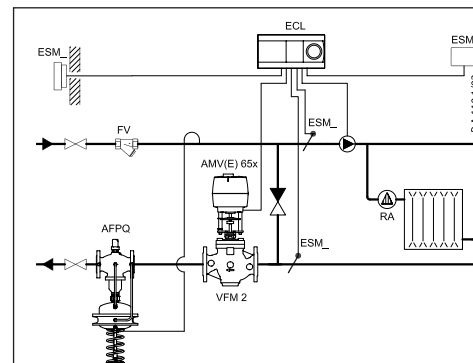 ECL
ESM_
ESM_
FV
ESM_
AMV(E) 65x
AFPQ
RA
ESM_
VFM 2